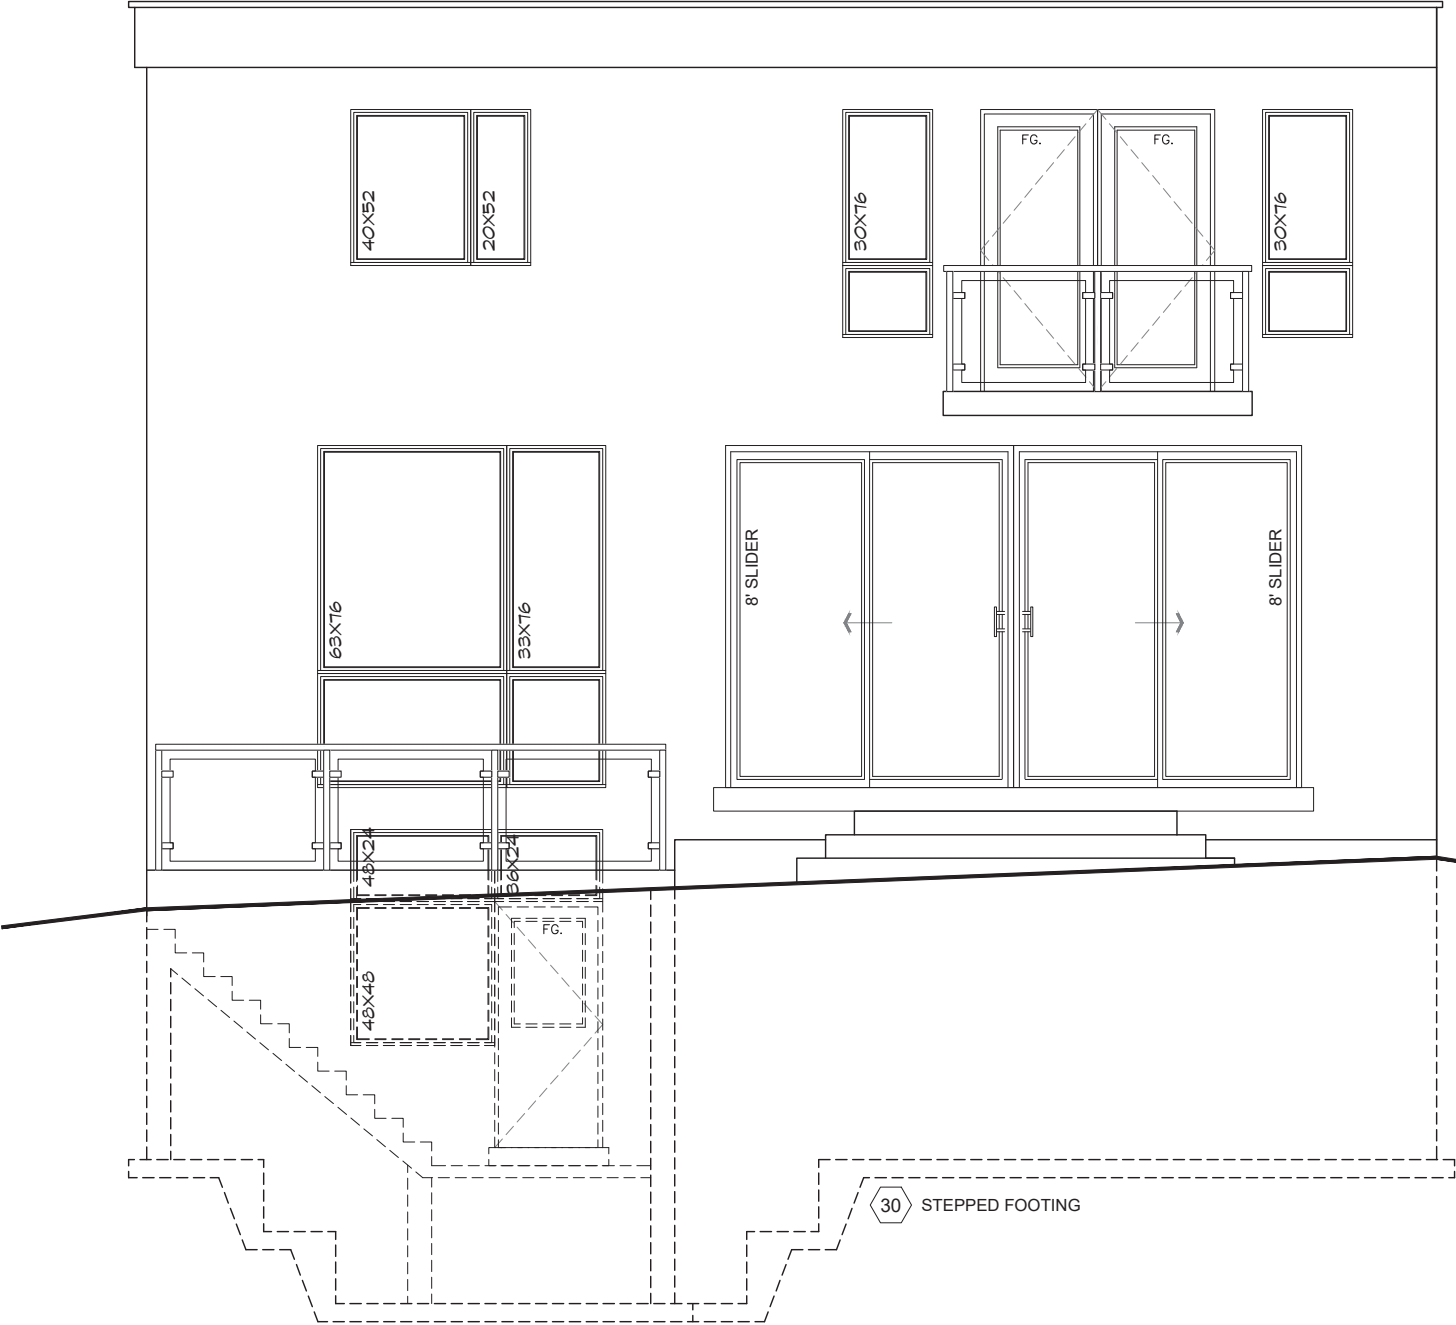 FG.
FG.
40X52
20X52
30X76
30X76
8' SLIDER
8' SLIDER
63X76
33X76
48X24
36X24
FG.
48X48
30 STEPPED FOOTING